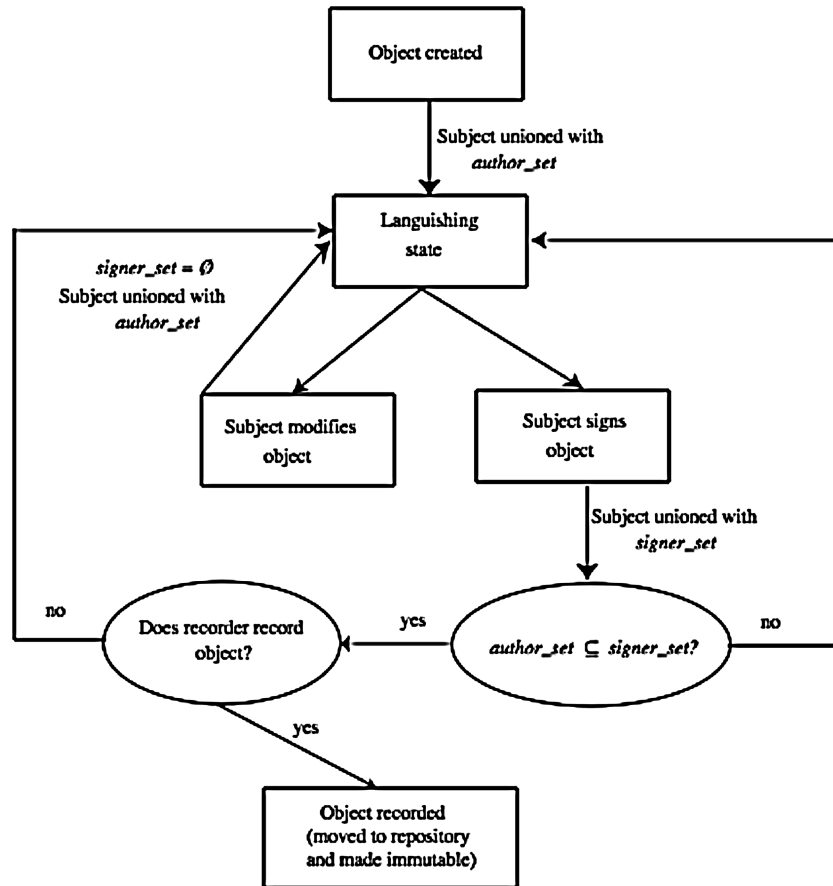 Object created
Subject unioned with
author_set
Languishing
state
signer_set = ∅
Subject unioned with
author_set
Subject modifies
object
Subject signs
object
Subject unioned with
signer_set
no
Does recorder record
object?
yes
author_set ⊆ signer_set?
no
yes
Object recorded
(moved to repository
and made immutable)